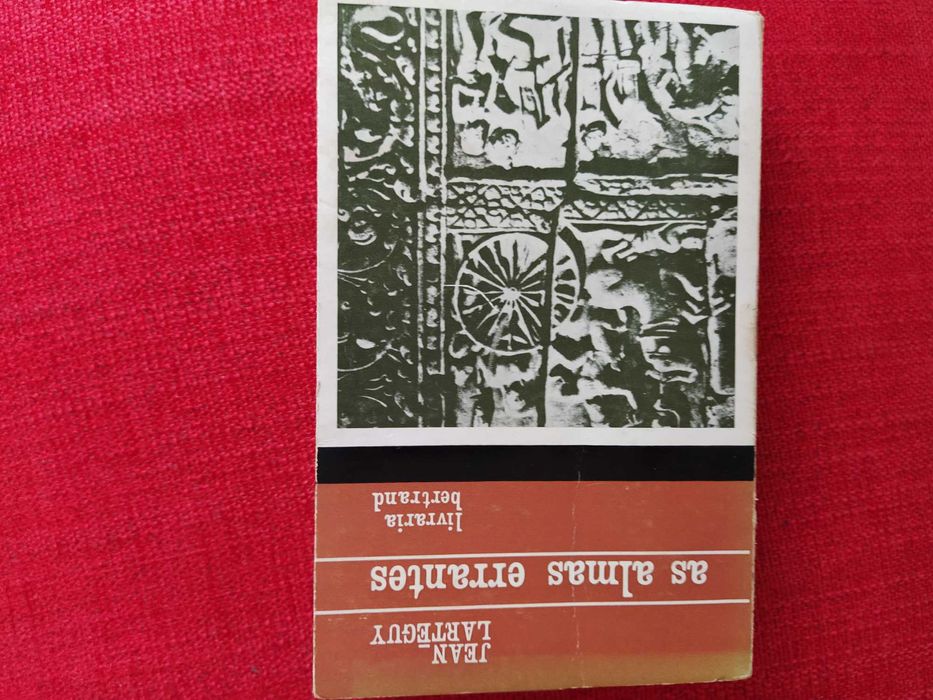 JEAN
LARTÉGUY
as almas errantes
livraria
bertrand